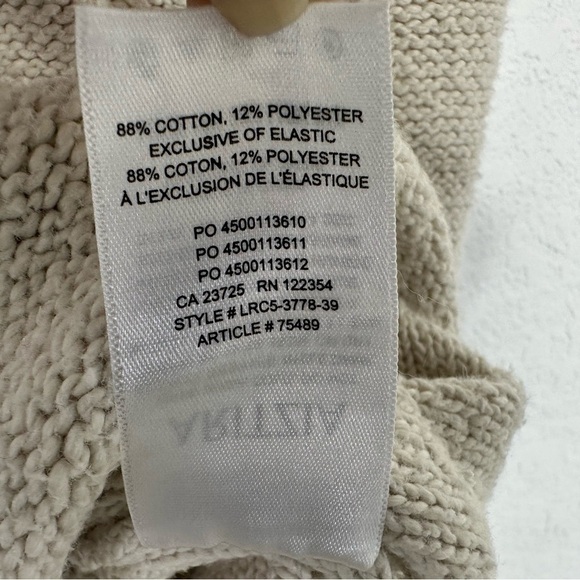 88% COTTON, 12% POLYESTER
EXCLUSIVE OF ELASTIC
88% COTON, 12% POLYESTER
À L'EXCLUSION DE L'ÉLASTIQUE
PO 4500113610
PO 4500113611
PO 4500113612
CA 23725 RN 122354
STYLE # LRC5-3778-39
ARTICLE # 75489
ARITZIA